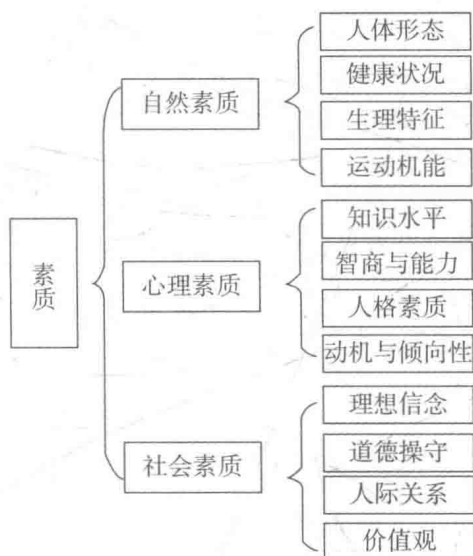 素质
自然素质
人体形态
健康状况
生理特征
运动机能
心理素质
知识水平
智商与能力
人格素质
动机与倾向性
社会素质
理想信念
道德操守
人际关系
价值观